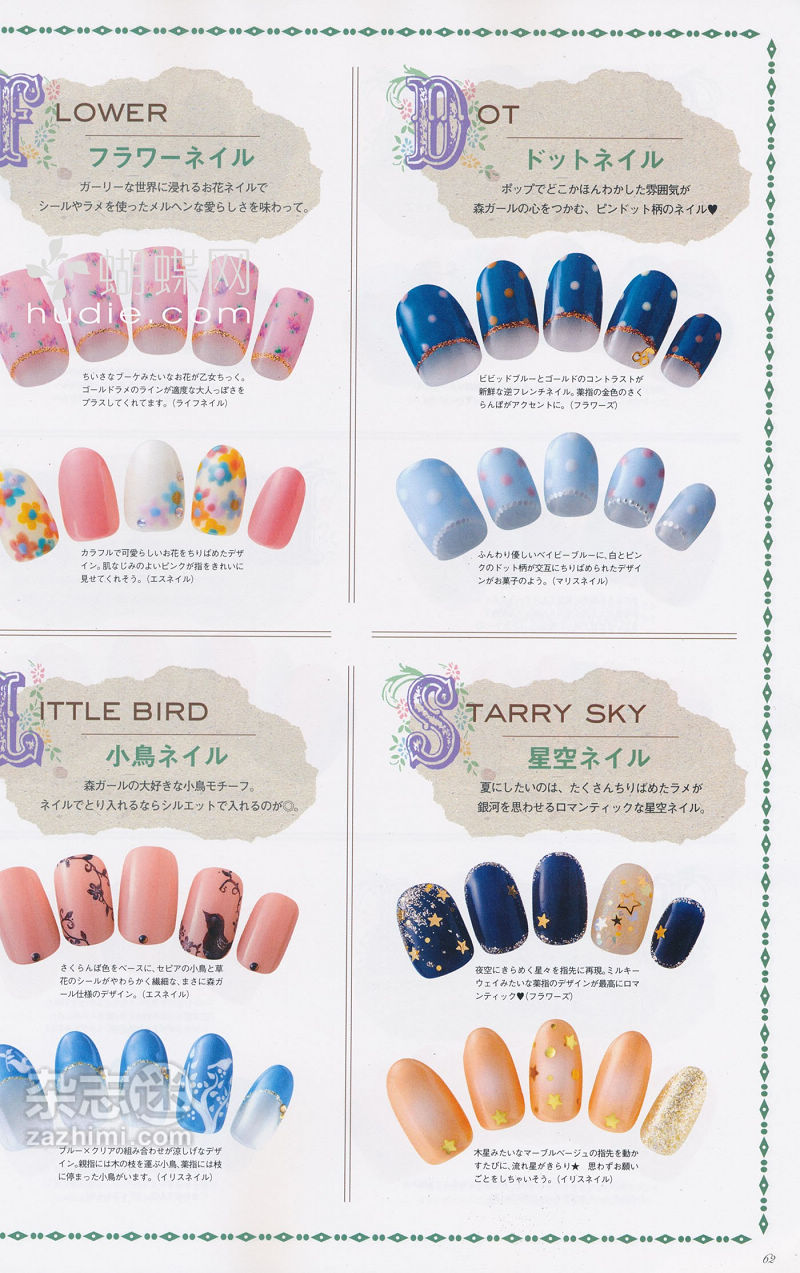 FLOWER
フラワーネイル
ガーリーな世界に浸れるお花ネイルで
シールやラメを使ったメルヘンな愛らしさを味わって。
蝴蝶网
hudie.com
ちいさなブーケみたいなお花が乙女ちっく。
ゴールドラメのラインが適度な大人っぽさを
プラスしてくれてます。(ライフネイル)
カラフルで可愛らしいお花をちりばめたデザ
イン。肌なじみのよいピンクが指をきれいに
見せてくれそう。(エスネイル)
DOT
ドットネイル
ポップでどこかほんわかした雰囲気が
森ガールの心をつかむ、ピンドット柄のネイル♥
ビビッドブルーとゴールドのコントラストが
新鮮な逆フレンチネイル。薬指の金色のさく
らんぼがアクセントに。(フラワーズ)
ふんわり優しいベイビーブルーに、白とピン
クのドット柄が交互にちりばめられたデザイ
ンがお菓子のよう。(マリスネイル)
LITTLE BIRD
小鳥ネイル
森ガールの大好きな小鳥モチーフ。
ネイルでとり入れるならシルエットで入れるのが◎。
さくらんぼ色をベースに、セピアの小鳥と草
花のシールがやわらかく繊細な、まさに森ガ
ール仕様のデザイン。(エスネイル)
杂志迷
zazhimi.com
ブルー×クリアの組み合わせが涼しげなデザ
イン。親指には木の枝を運ぶ小鳥、薬指には枝
に停まった小鳥がいます。(イリスネイル)
STARRY SKY
星空ネイル
夏にしたいのは、たくさんちりばめたラメが
銀河を思わせるロマンティックな星空ネイル。
夜空にきらめく星々を指先に再現。ミルキー
ウェイみたいな薬指のデザインが最高にロマ
ンティック♥(フラワーズ)
木星みたいなマーブルベージュの指先を動か
すたびに、流れ星がきらり★ 思わずお願い
ごとをしちゃいそう。(イリスネイル)
62